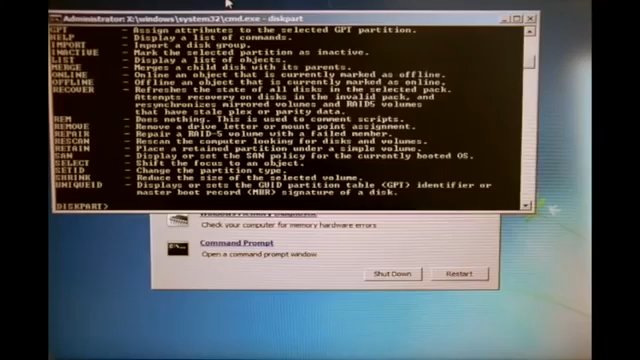 Administrator: X:\windows\system32\cmd.exe - diskpart
GPT - Assign attributes to the selected GPT partition.
HELP - Display a list of commands.
IMPORT - Import a disk group.
INACTIVE - Mark the selected partition as inactive.
LIST - Display a list of objects.
MERGE - Merges a child disk with its parents.
ONLINE - Online an object that is currently marked as offline.
OFFLINE - Offline an object that is currently marked as online.
RECOVER - Refreshes the state of all disks in the selected pack.
Attempts recovery on disks in the invalid pack, and
resynchronizes mirrored volumes and RAID5 volumes
that have stale plex or parity data.
REM - Does nothing. This is used to comment scripts.
REMOVE - Remove a drive letter or mount point assignment.
REPAIR - Repair a RAID-5 volume with a failed member.
RESCAN - Rescan the computer looking for disks and volumes.
RETAIN - Place a retained partition under a simple volume.
SAN - Display or set the SAN policy for the currently booted OS.
SELECT - Shift the focus to an object.
SETID - Change the partition type.
SHRINK - Reduce the size of the selected volume.
UNIQUEID - Displays or sets the GUID partition table (GPT) identifier or
master boot record (MBR) signature of a disk.
DISKPART>
Windows Memory Diagnostic
Check your computer for memory hardware errors
Command Prompt
Open a command prompt window.
Shut Down
Restart